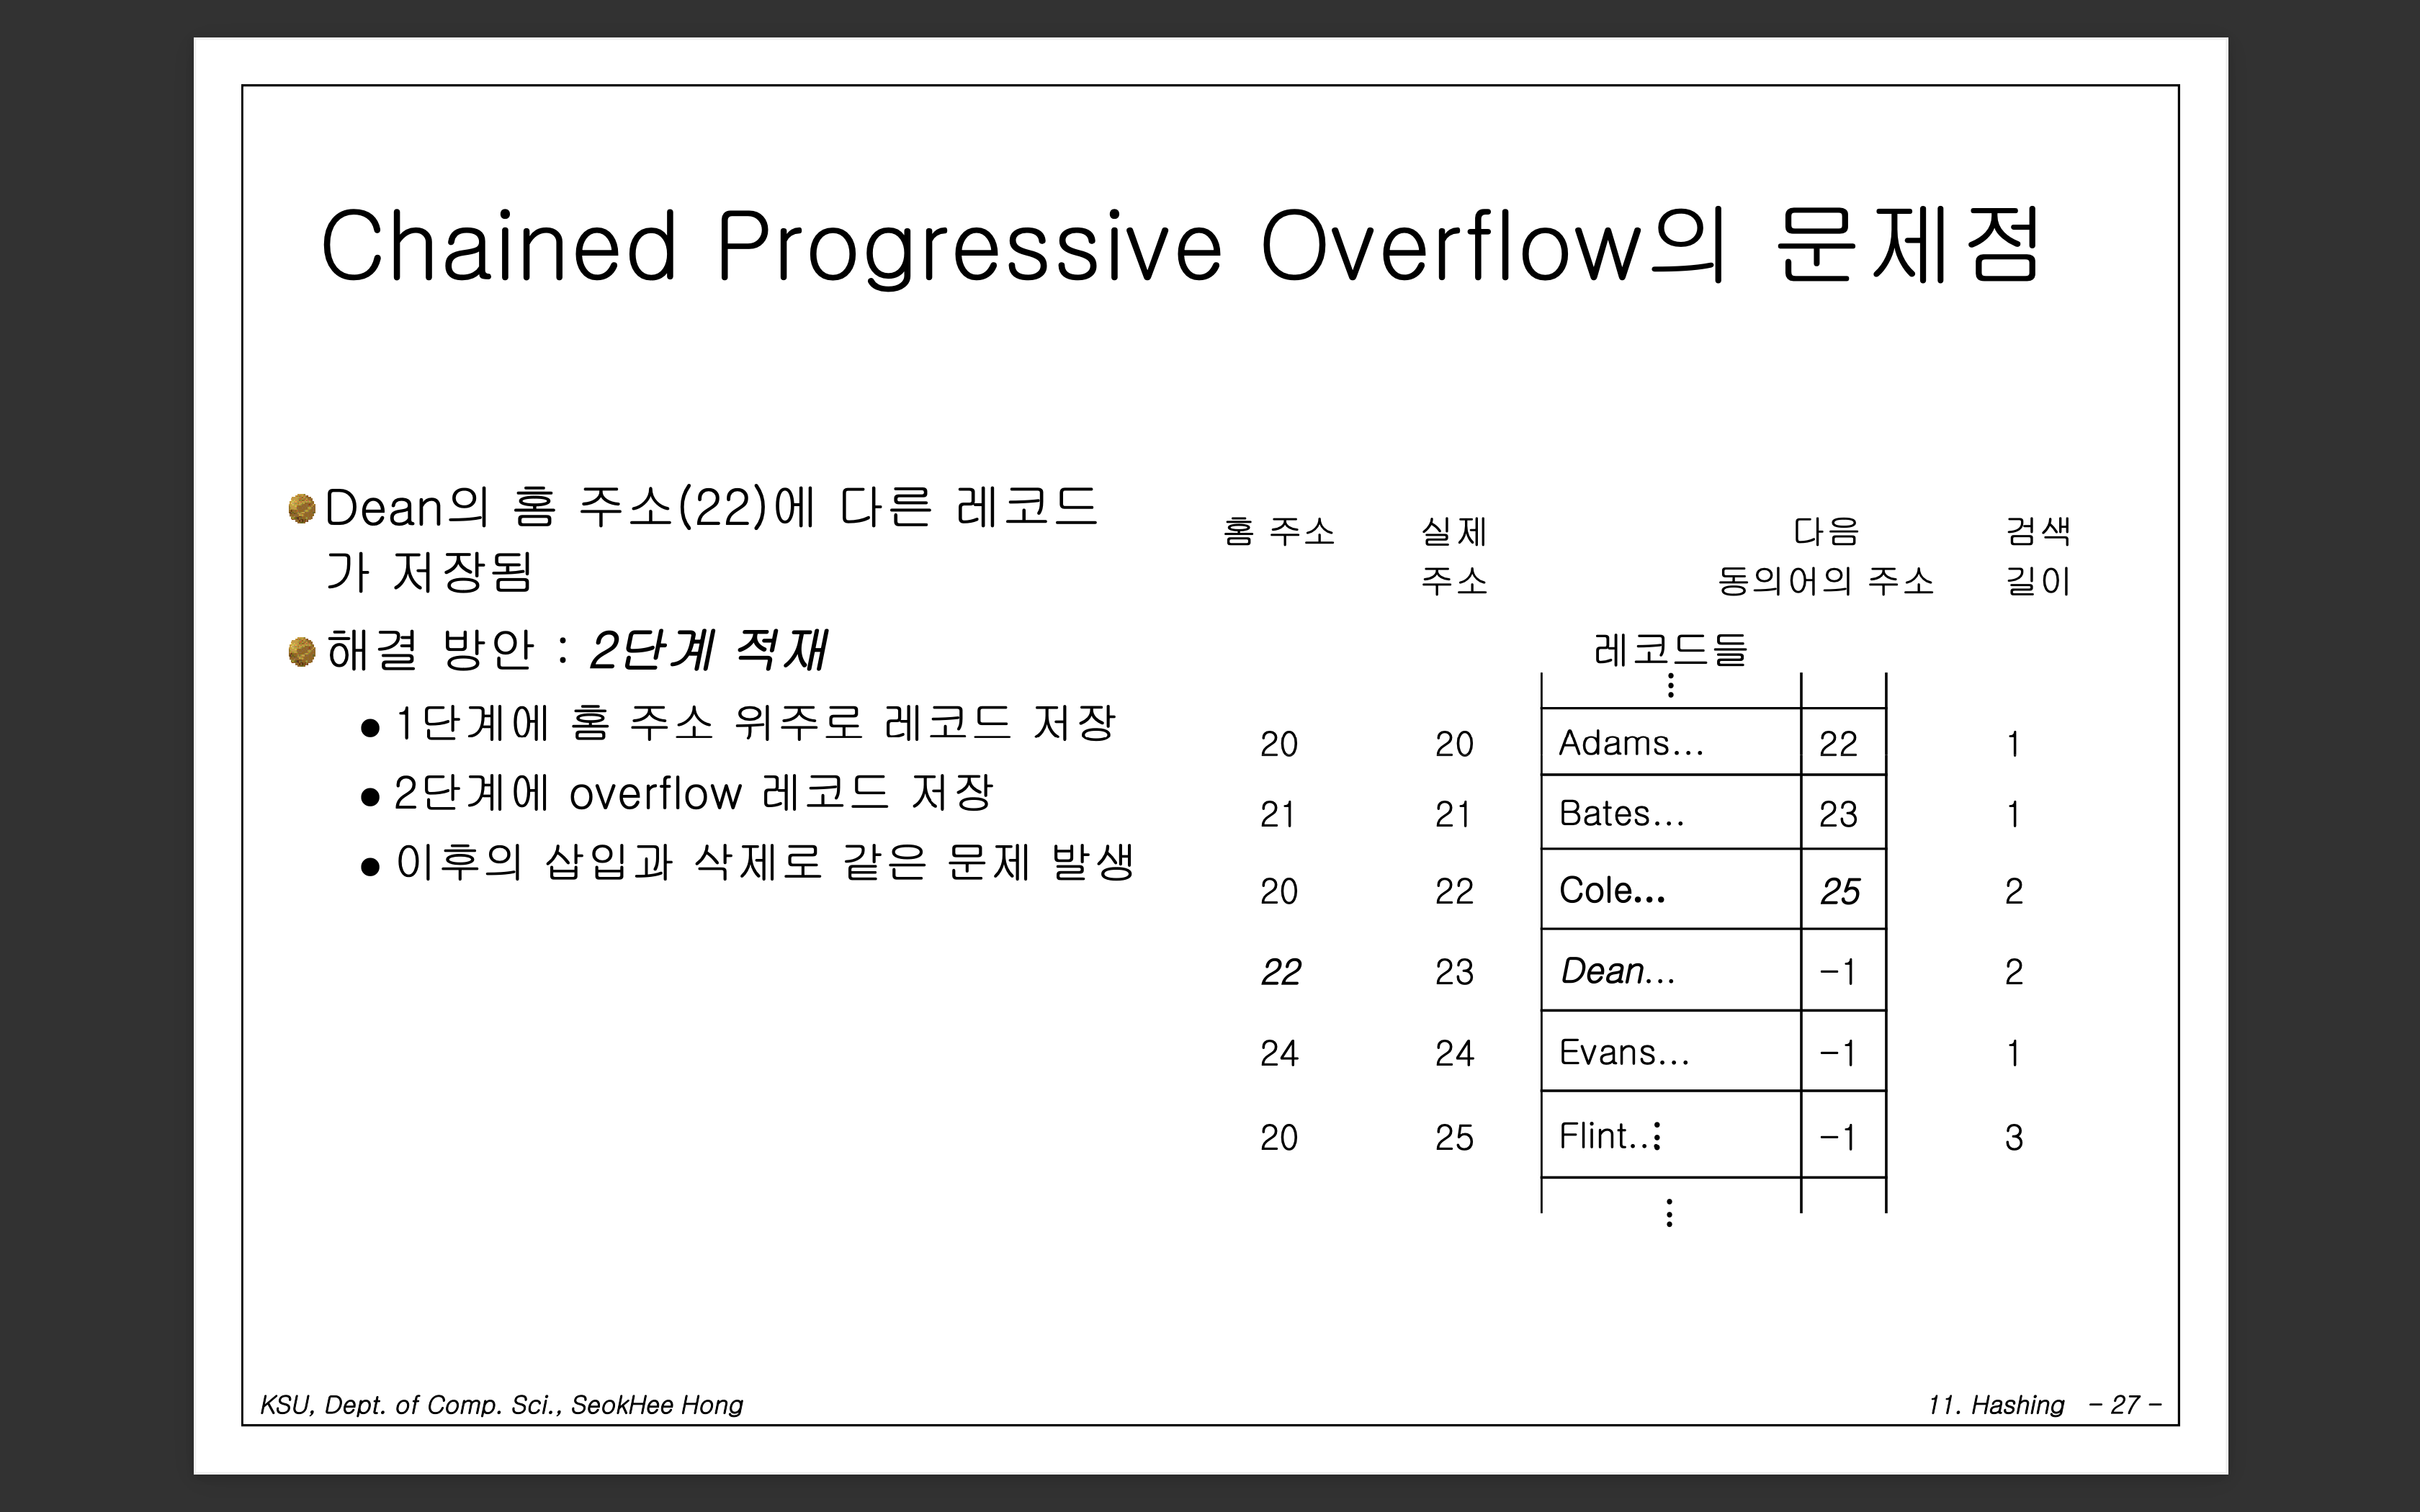 Chained Progressive Overflow의 문제점
Dean의 홈 주소(22)에 다른 레코드
가 저장됨
해결 방안 : 2단계 적재
1단계에 홈 주소 위주로 레코드 저장
2단계에 overflow 레코드 저장
이후의 삽입과 삭제로 같은 문제 발생
홈 주소 실제 다음 검색
주소 동의어의 주소 길이
레코드들
⋮
20 20 Adams... 22 1
21 21 Bates... 23 1
20 22 Cole... 25 2
22 23 Dean... -1 2
24 24 Evans... -1 1
20 25 Flint..⋮ -1 3
⋮
KSU, Dept. of Comp. Sci., SeokHee Hong
11. Hashing - 27 -